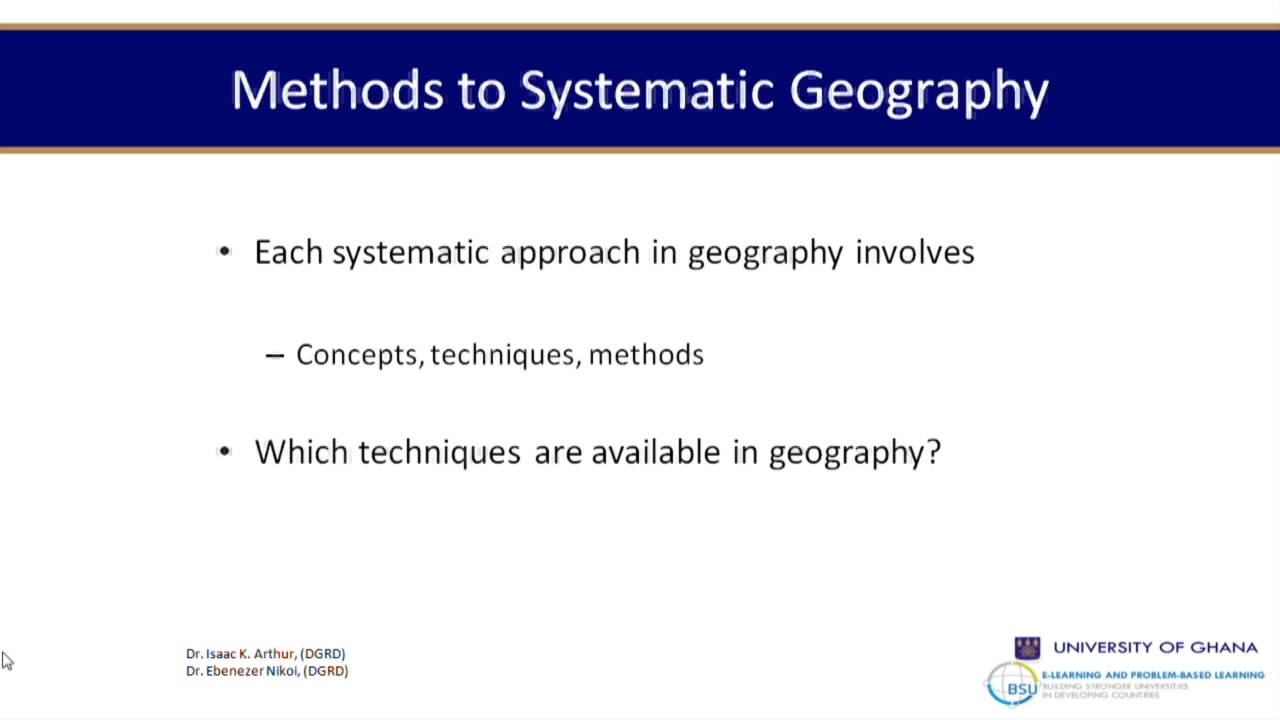 Methods to Systematic Geography
• Each systematic approach in geography involves
– Concepts, techniques, methods
• Which techniques are available in geography?
Dr. Isaac K. Arthur, (DGRD)
Dr. Ebenezer Nikoi, (DGRD)
UNIVERSITY OF GHANA
BSU
E-LEARNING AND PROBLEM-BASED LEARNING
BUILDING STRONGER UNIVERSITIES
IN DEVELOPING COUNTRIES